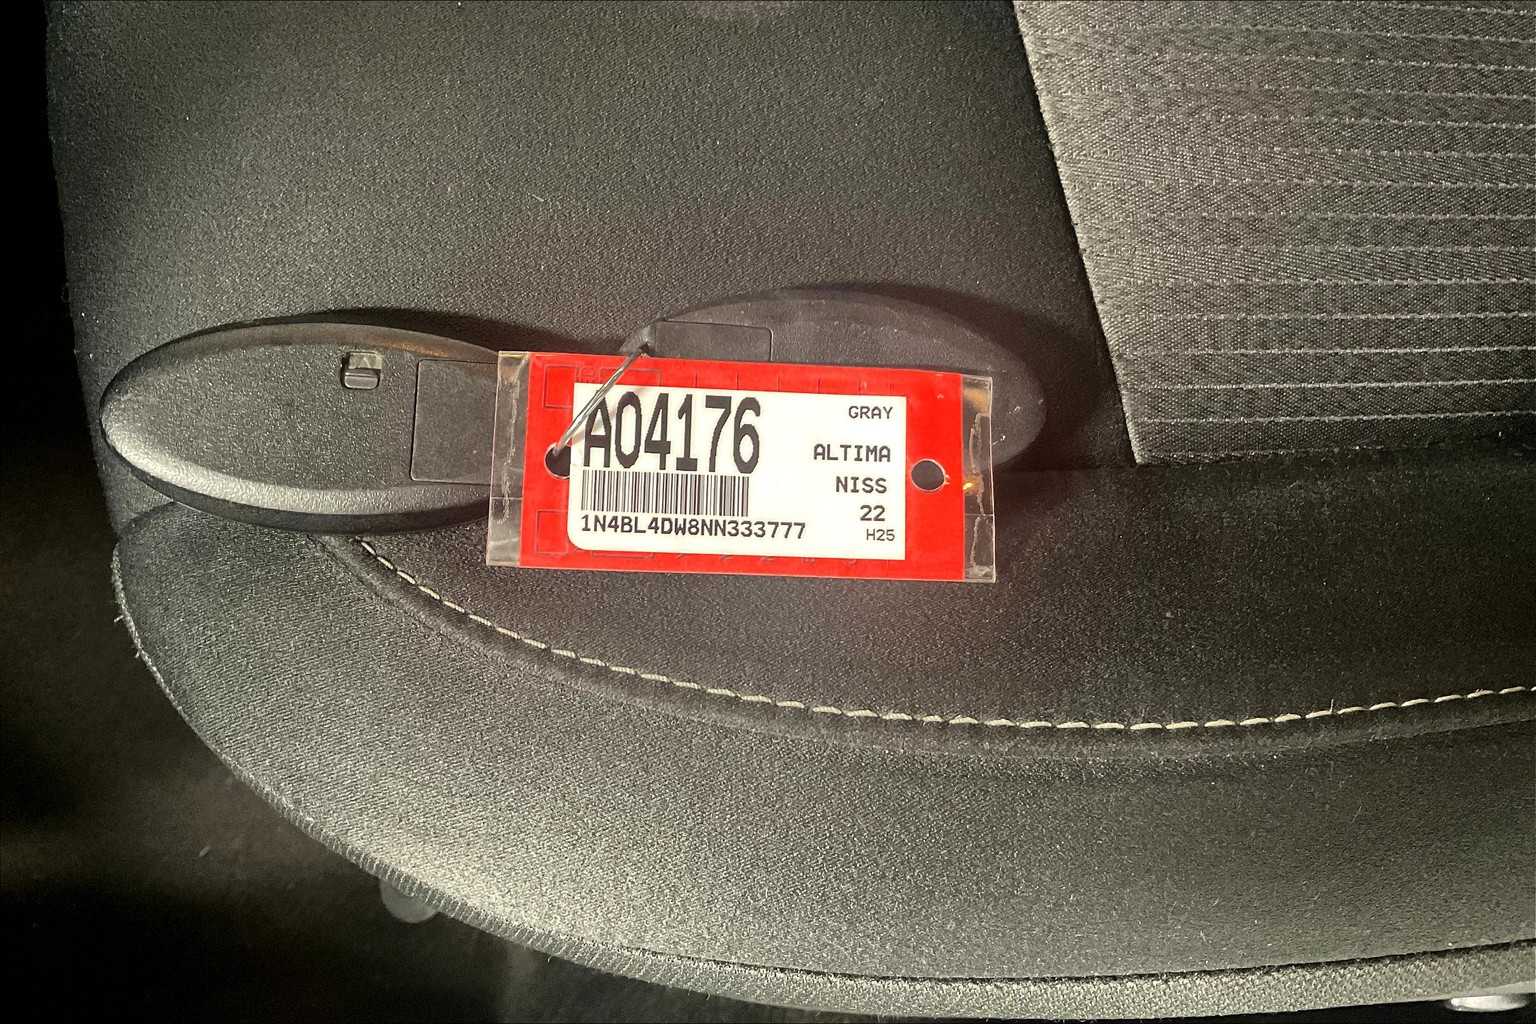 A04176
GRAY
ALTIMA
NISS
22
1N4BL4DW8NN333777
H25